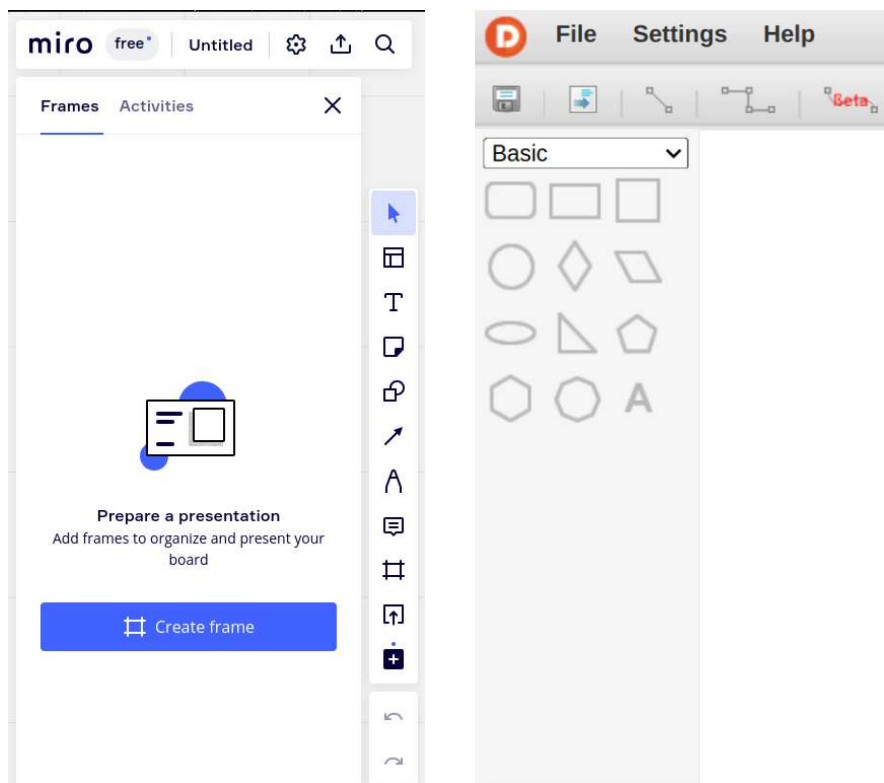 miro free Untitled
Frames Activities
T
Prepare a presentation
Add frames to organize and present your
board
Create frame
D File Settings Help
Beta
Basic
A